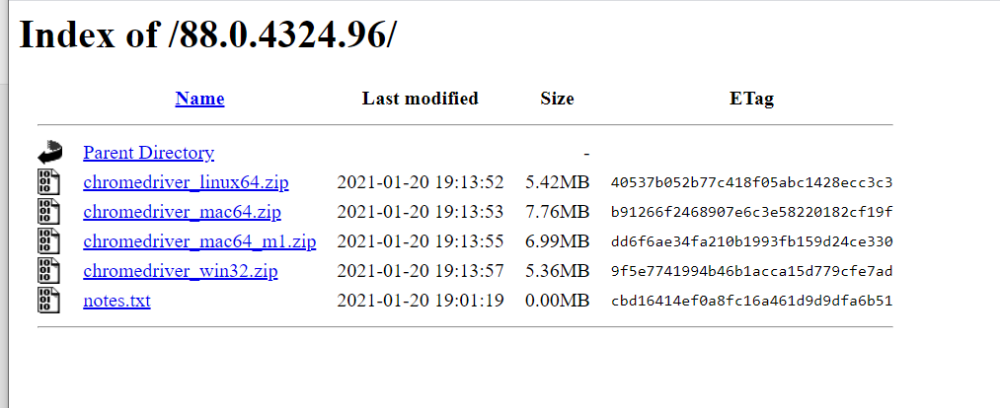 Index of /88.0.4324.96/
Name Last modified Size ETag
Parent Directory -
chromedriver_linux64.zip 2021-01-20 19:13:52 5.42MB 40537b052b77c418f05abc1428ecc3c3
chromedriver_mac64.zip 2021-01-20 19:13:53 7.76MB b91266f2468907e6c3e58220182cf19f
chromedriver_mac64_m1.zip 2021-01-20 19:13:55 6.99MB dd6f6ae34fa210b1993fb159d24ce330
chromedriver_win32.zip 2021-01-20 19:13:57 5.36MB 9f5e7741994b46b1acca15d779cfe7ad
notes.txt 2021-01-20 19:01:19 0.00MB cbd16414ef0a8fc16a461d9d9dfa6b51